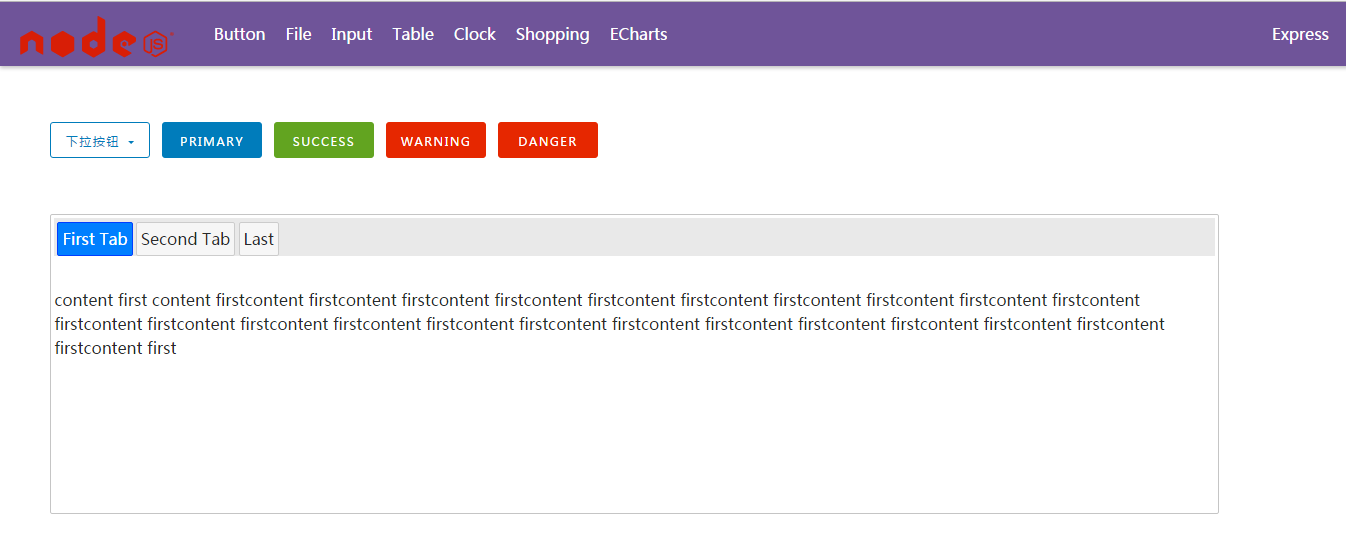 node JS
Button File Input Table Clock Shopping ECharts Express
下拉按钮 PRIMARY SUCCESS WARNING DANGER
First Tab Second Tab Last
content first content firstcontent firstcontent firstcontent firstcontent firstcontent firstcontent firstcontent firstcontent firstcontent firstcontent
firstcontent firstcontent firstcontent firstcontent firstcontent firstcontent firstcontent firstcontent firstcontent firstcontent firstcontent firstcontent
firstcontent first